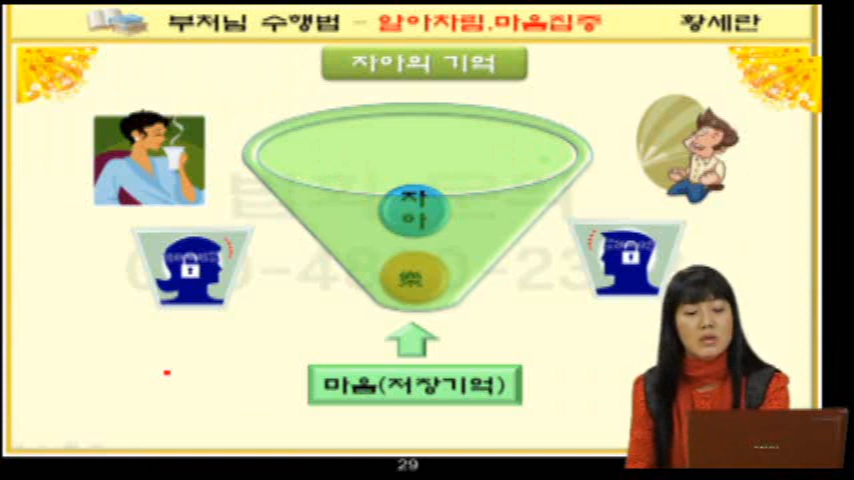 부처님 수행법 - 알아차림.마음집중
황세란
자아의 기억
자
아
樂
마음(저장기억)
29